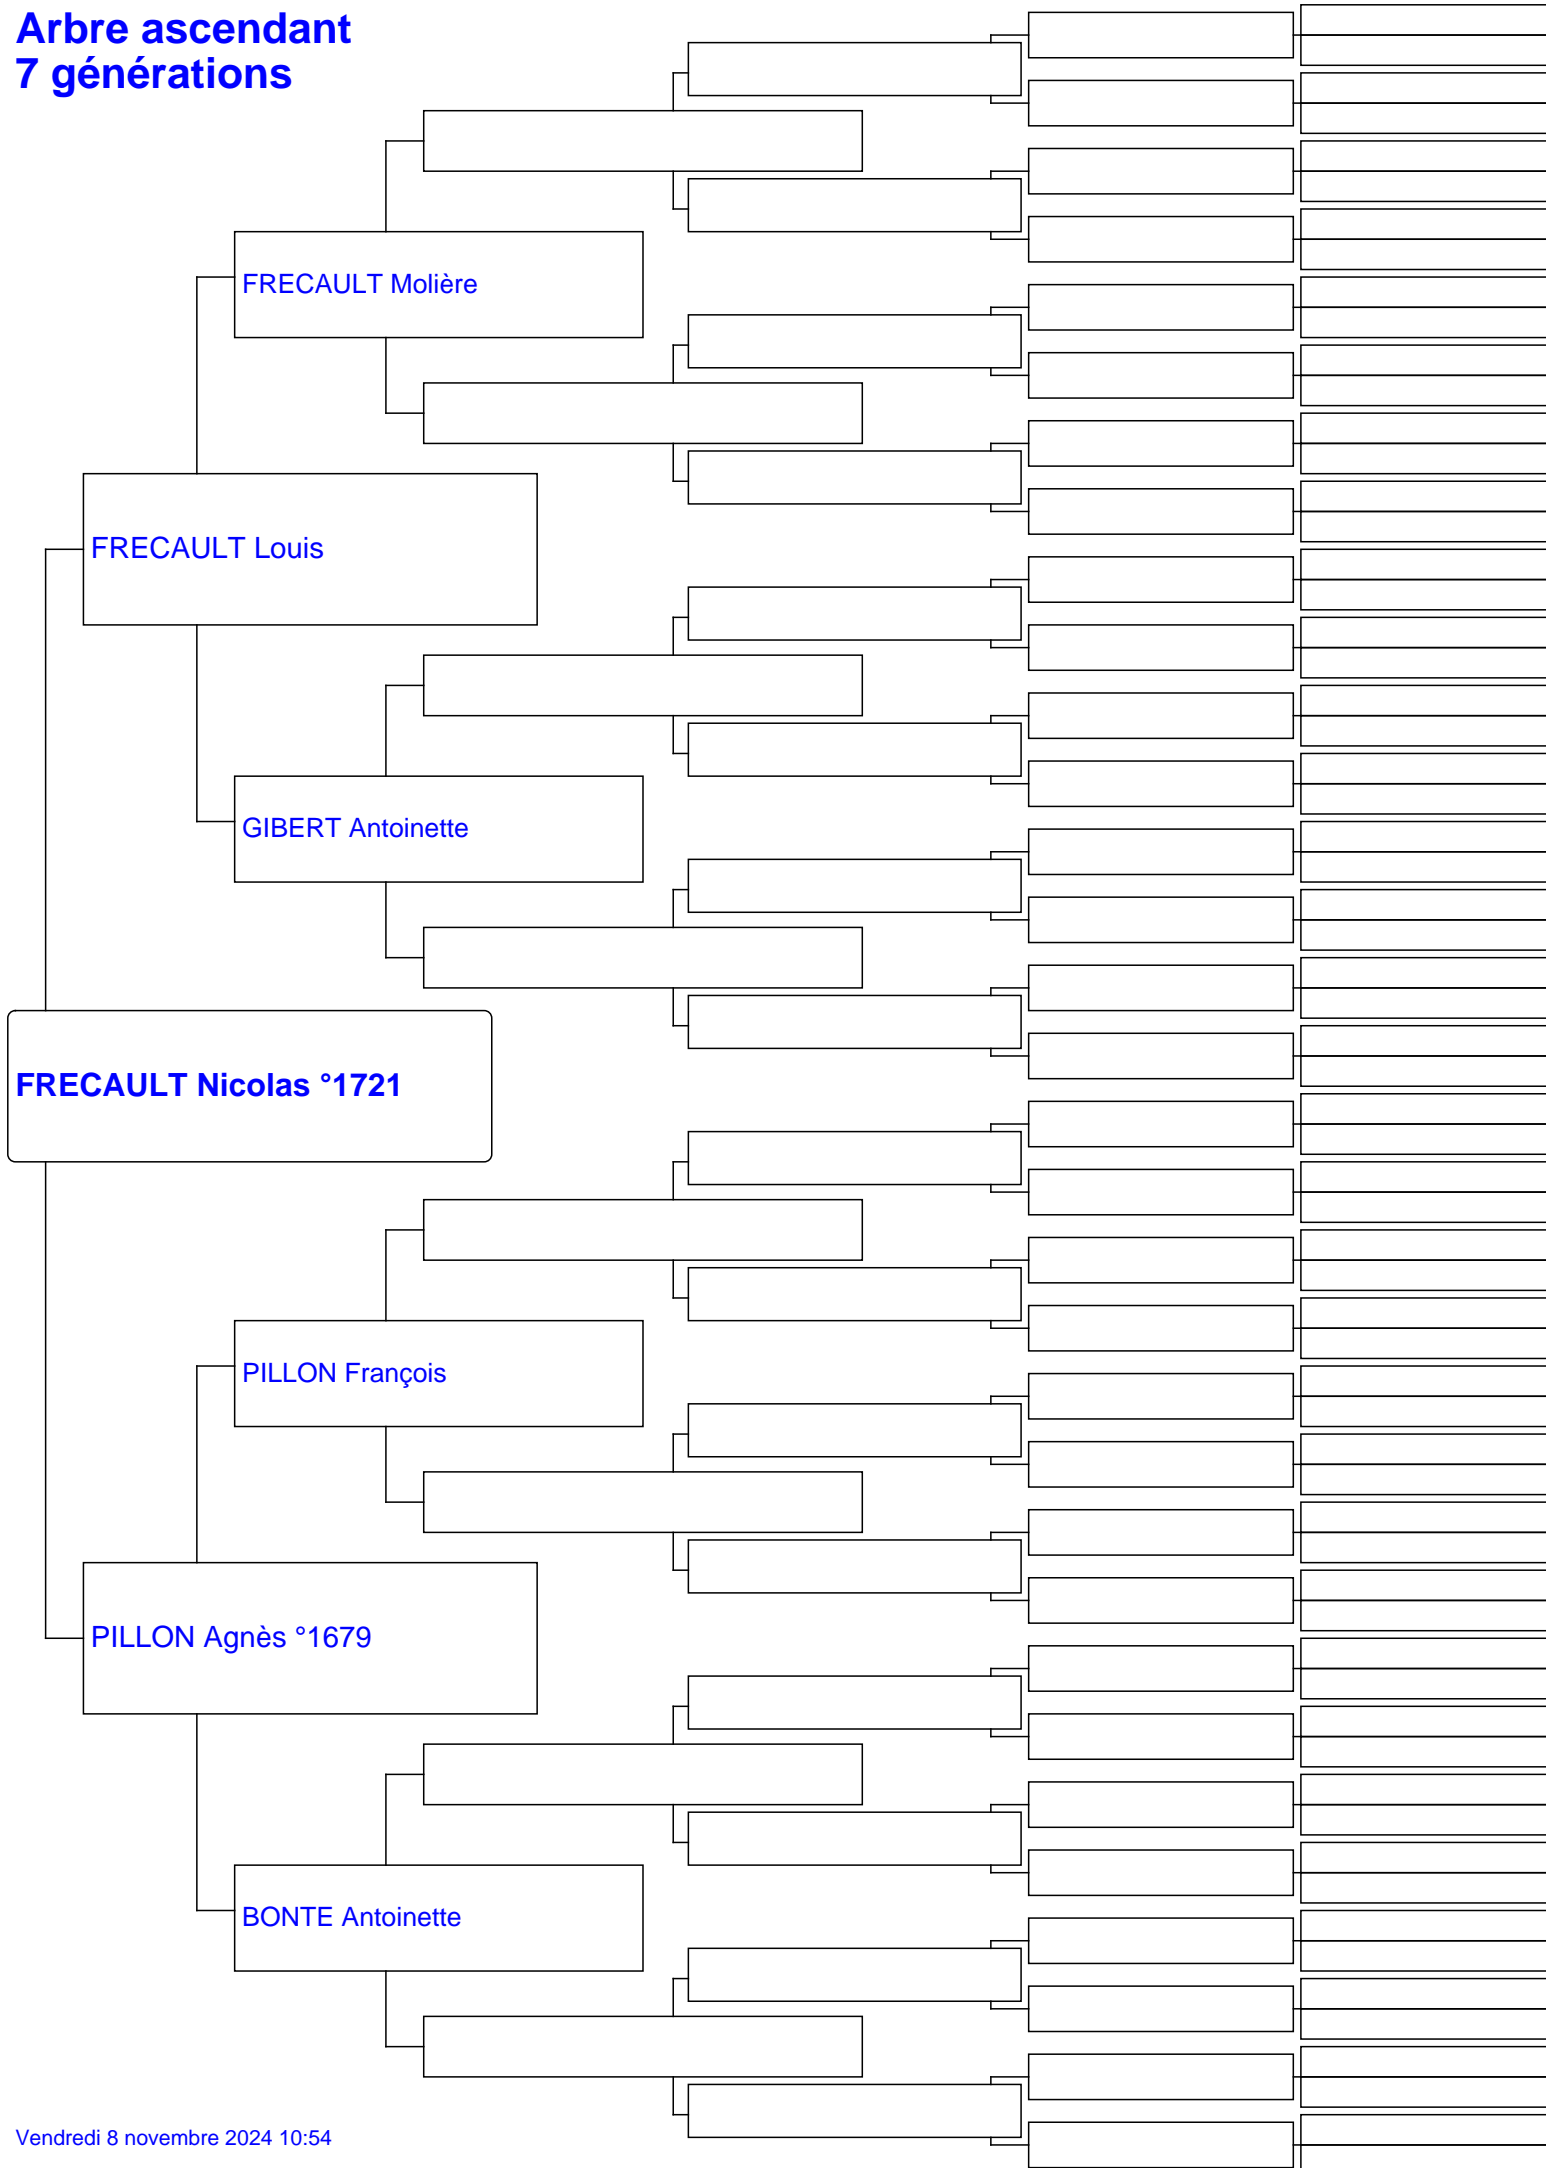 Arbre ascendant
7 générations
FRECAULT Molière
FRECAULT Louis
GIBERT Antoinette
FRECAULT Nicolas °1721
PILLON François
PILLON Agnès °1679
BONTE Antoinette
Vendredi 8 novembre 2024 10:54